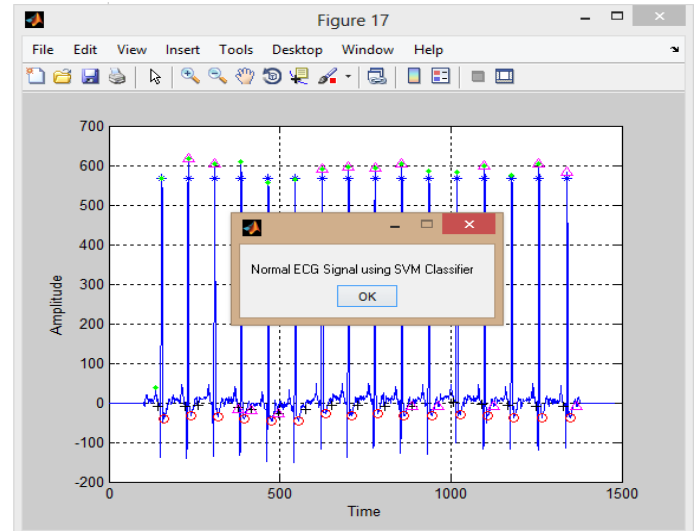 Figure 17
File Edit View Insert Tools Desktop Window Help
700
600
500
400
300
200
100
0
-100
-200
Amplitude
Normal ECG Signal using SVM Classifier
OK
0 500 1000 1500
Time